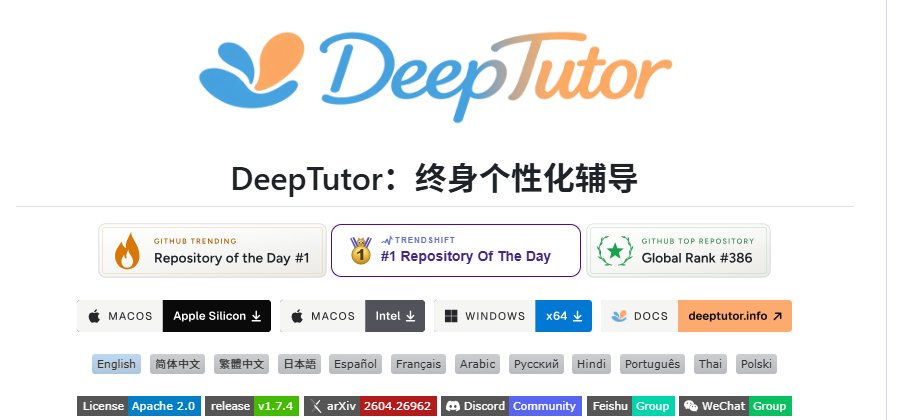 DeepTutor
DeepTutor：终身个性化辅导
GITHUB TRENDING
Repository of the Day #1
1
TRENDSHIFT
#1 Repository Of The Day
GITHUB TOP REPOSITORY
Global Rank #386
MACOS Apple Silicon MACOS Intel WINDOWS x64 DOCS deeptutor.info
English 简体中文 繁體中文 日本語 Español Français Arabic Русский Hindi Português Thai Polski
License Apache 2.0 release v1.7.4 arXiv 2604.26962 Discord Community Feishu Group WeChat Group